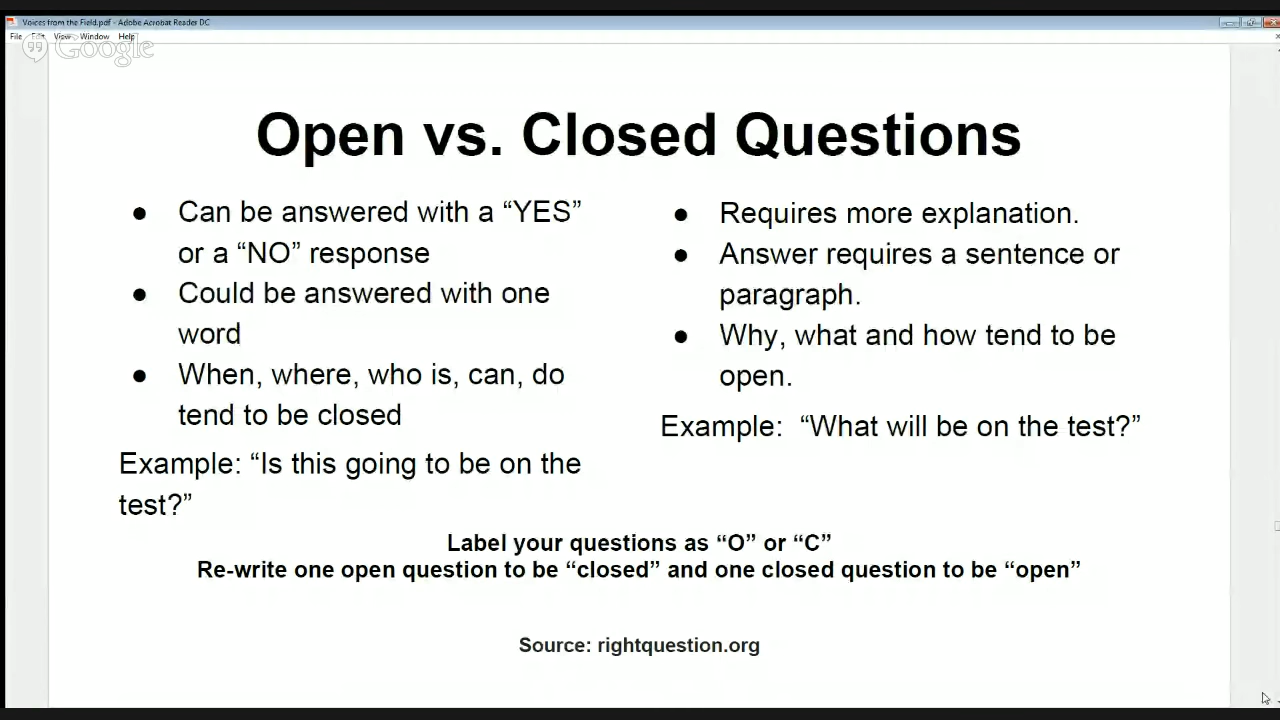 Voices from the Field.pdf - Adobe Acrobat Reader DC
File Edit View Window Help
Google
Open vs. Closed Questions
● Can be answered with a “YES”
or a “NO” response
● Could be answered with one
word
● When, where, who is, can, do
tend to be closed
Example: “Is this going to be on the
test?”
● Requires more explanation.
● Answer requires a sentence or
paragraph.
● Why, what and how tend to be
open.
Example:  “What will be on the test?”
Label your questions as “O” or “C”
Re-write one open question to be “closed” and one closed question to be “open”
Source: rightquestion.org